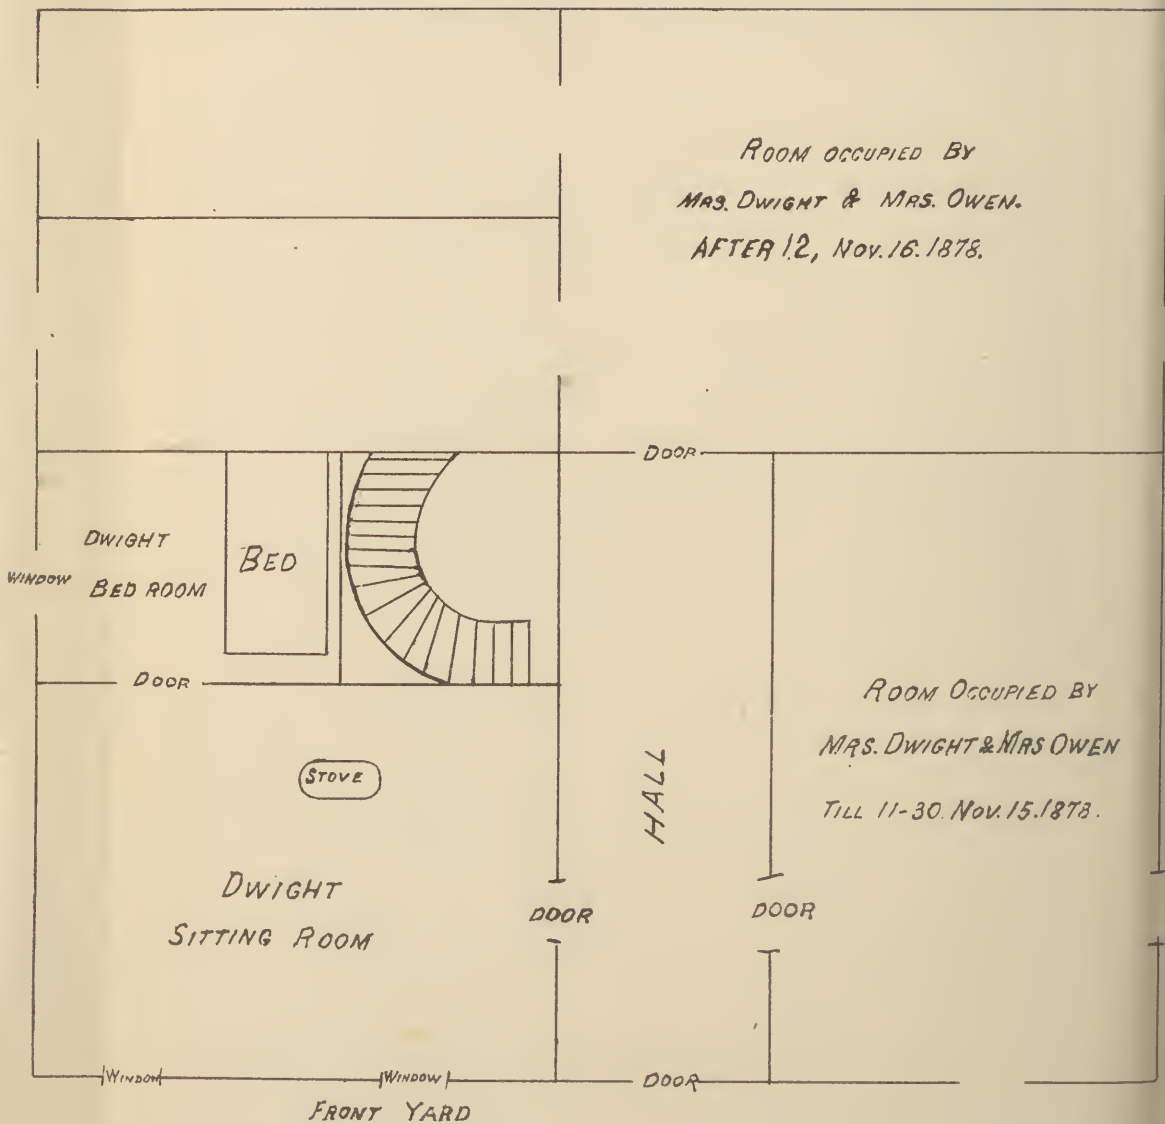 ROOM OCCUPIED BY
MRS. DWIGHT & MRS. OWEN.
AFTER 12, NOV. 16. 1878.
DOOR
DWIGHT
BED ROOM
WINDOW
BED
DOOR
ROOM OCCUPIED BY
MRS. DWIGHT & MRS OWEN
TILL 11-30. NOV. 15. 1878.
STOVE
HALL
DWIGHT
SITTING ROOM
DOOR
DOOR
WINDOW
WINDOW
DOOR
FRONT YARD